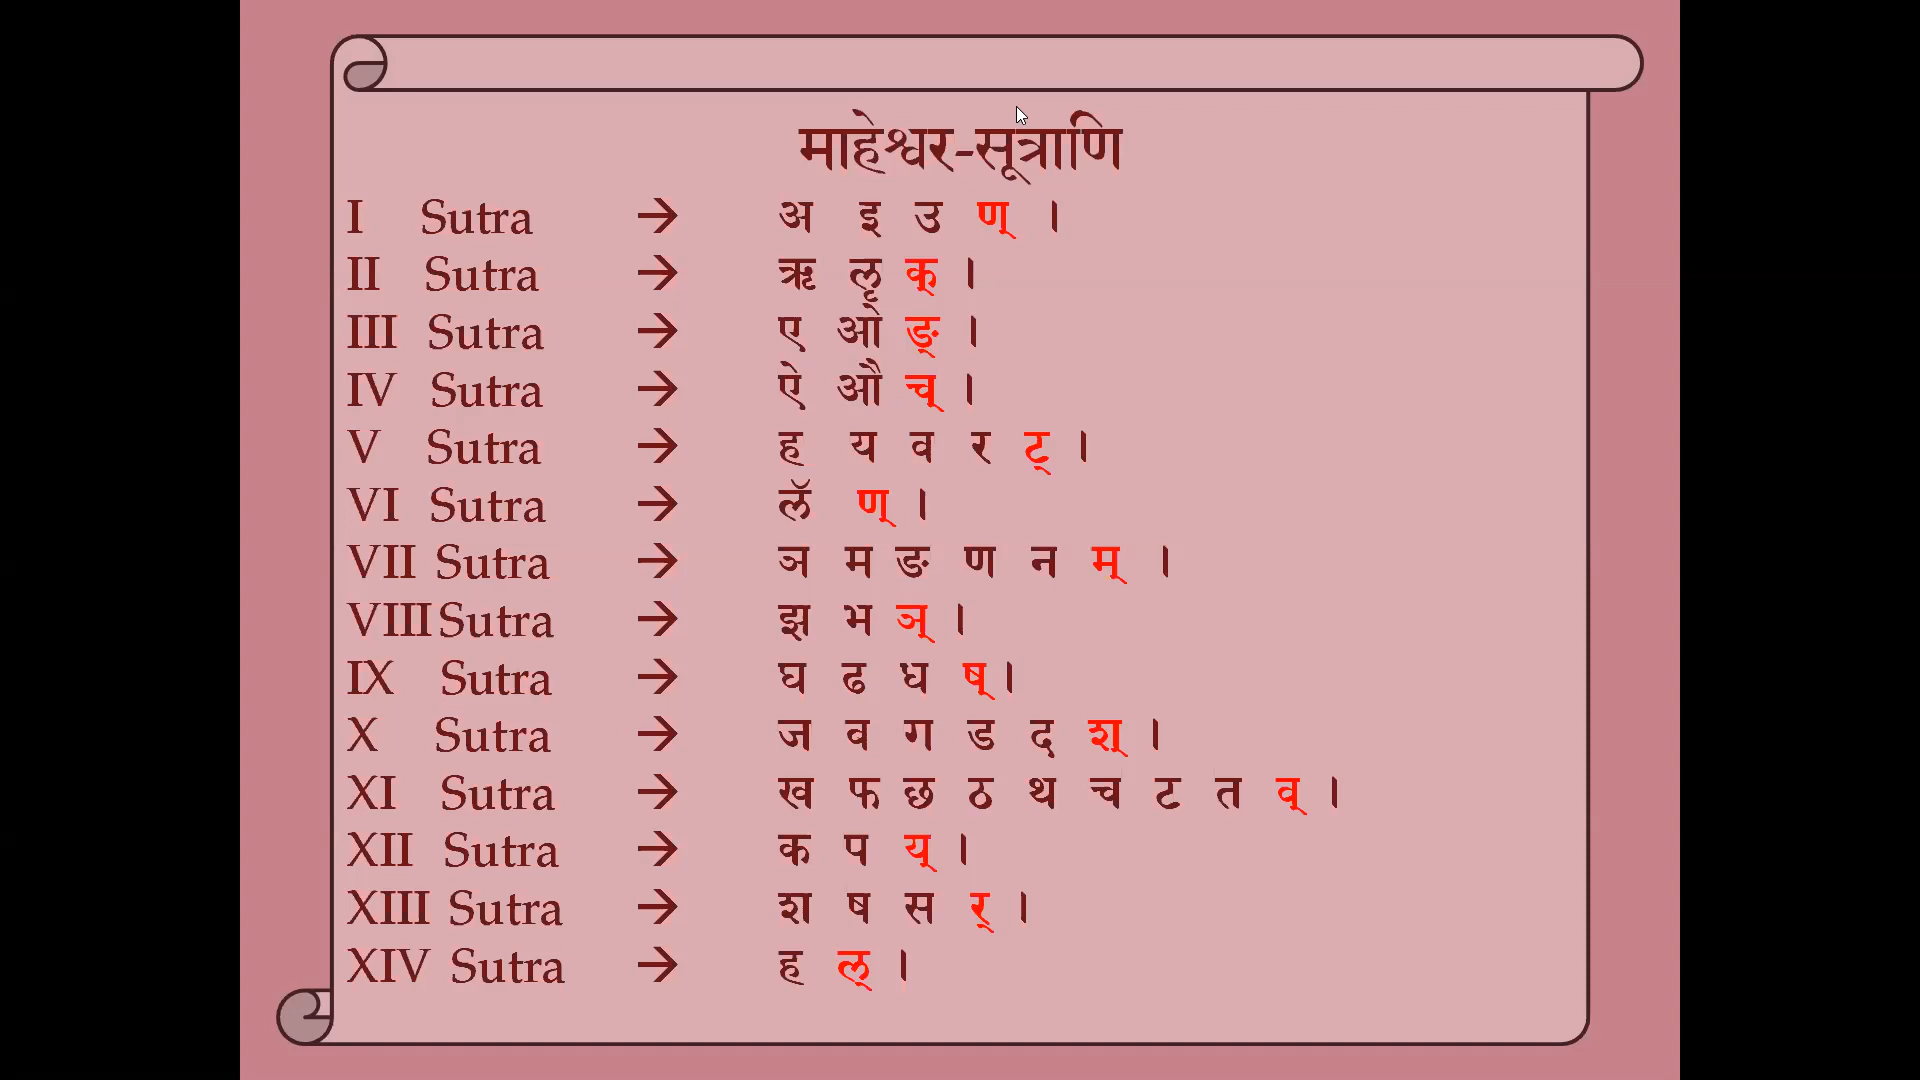 माहेश्वर-सूत्राणि
I Sutra → अ इ उ ण् ।
II Sutra → ऋ लृ क् ।
III Sutra → ए ओ ङ् ।
IV Sutra → ऐ औ च् ।
V Sutra → ह य व र ट् ।
VI Sutra → लॅं ण् ।
VII Sutra → ञ म ङ ण न म् ।
VIII Sutra → झ भ ञ् ।
IX Sutra → घ ढ ध ष् ।
X Sutra → ज व ग ड द श् ।
XI Sutra → ख फ छ ठ थ च ट त व् ।
XII Sutra → क प य् ।
XIII Sutra → श ष स र् ।
XIV Sutra → ह ल् ।